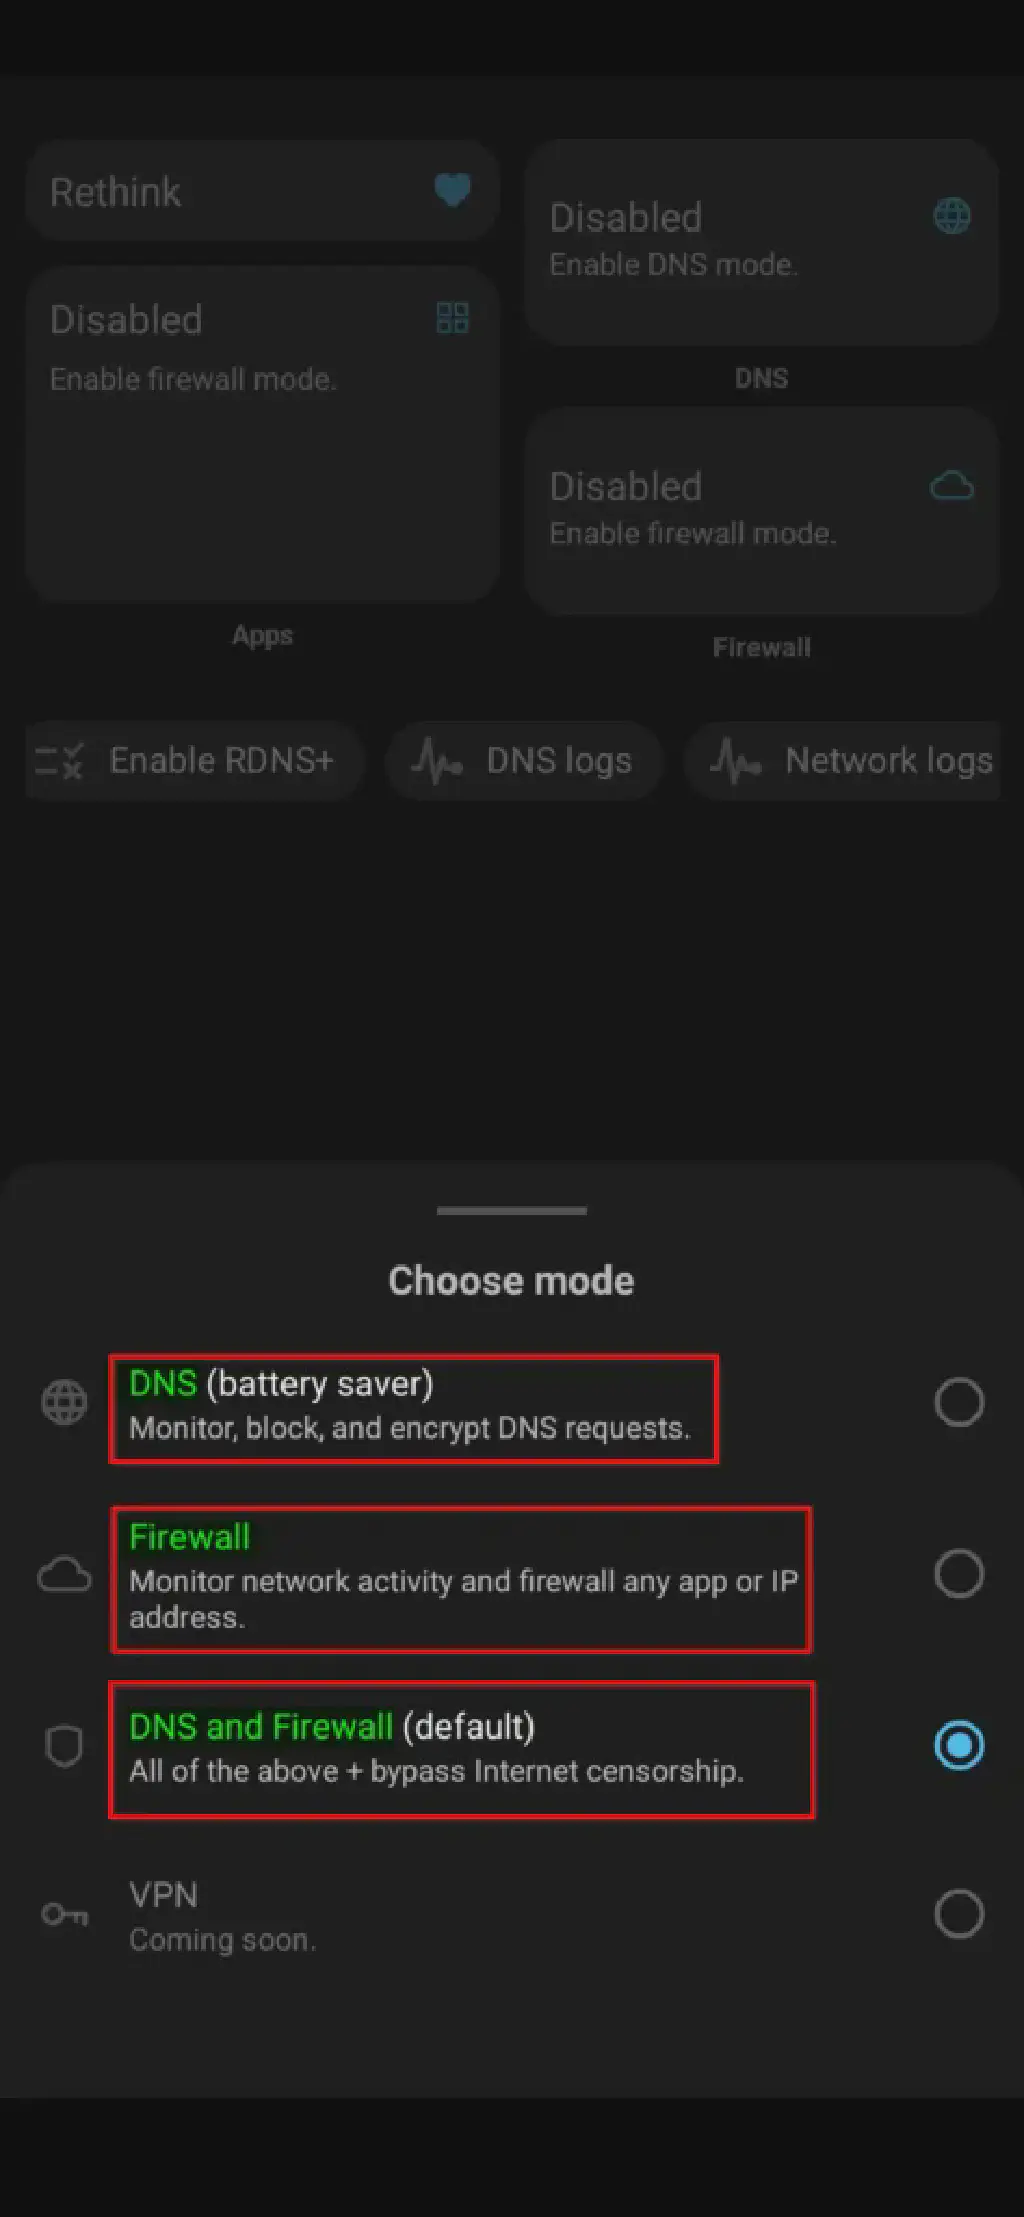 Rethink
Disabled
Enable firewall mode.
Apps
Disabled
Enable DNS mode.
DNS
Disabled
Enable firewall mode.
Firewall
Enable RDNS+
DNS logs
Network logs
Choose mode
DNS (battery saver)
Monitor, block, and encrypt DNS requests.
Firewall
Monitor network activity and firewall any app or IP
address.
DNS and Firewall (default)
All of the above + bypass Internet censorship.
VPN
Coming soon.